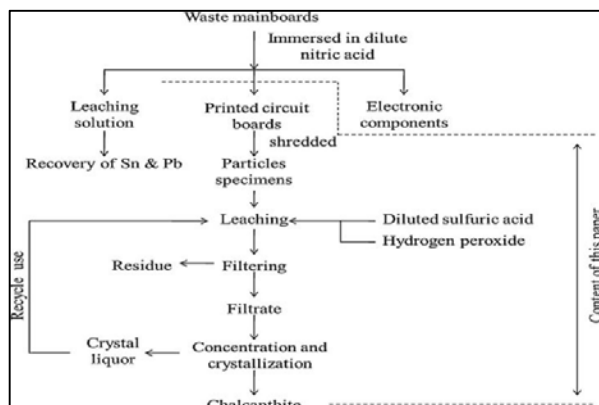 Waste mainboards
Immersed in dilute
nitric acid
Leaching
solution
Printed circuit
boards
Electronic
components
shredded
Recovery of Sn & Pb
Particles
specimens
Leaching
Diluted sulfuric acid
Hydrogen peroxide
Residue
Filtering
Filtrate
Crystal
liquor
Concentration and
crystallization
Chalcanthite
Recycle use
Content of this paper